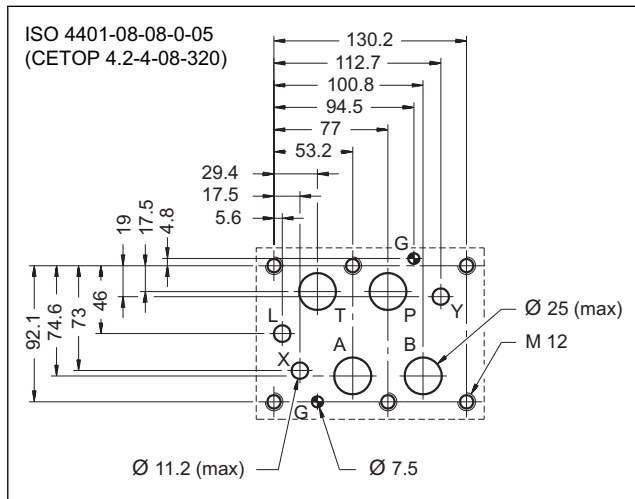 ISO 4401-08-08-0-05
(CETOP 4.2-4-08-320)
130.2
112.7
100.8
94.5
77
53.2
29.4
17.5
5.6
19
17.5
4.8
G
92.1
74.6
73
46
L
T
P
Y
X
A
B
G
Ø 25 (max)
M 12
Ø 11.2 (max)
Ø 7.5